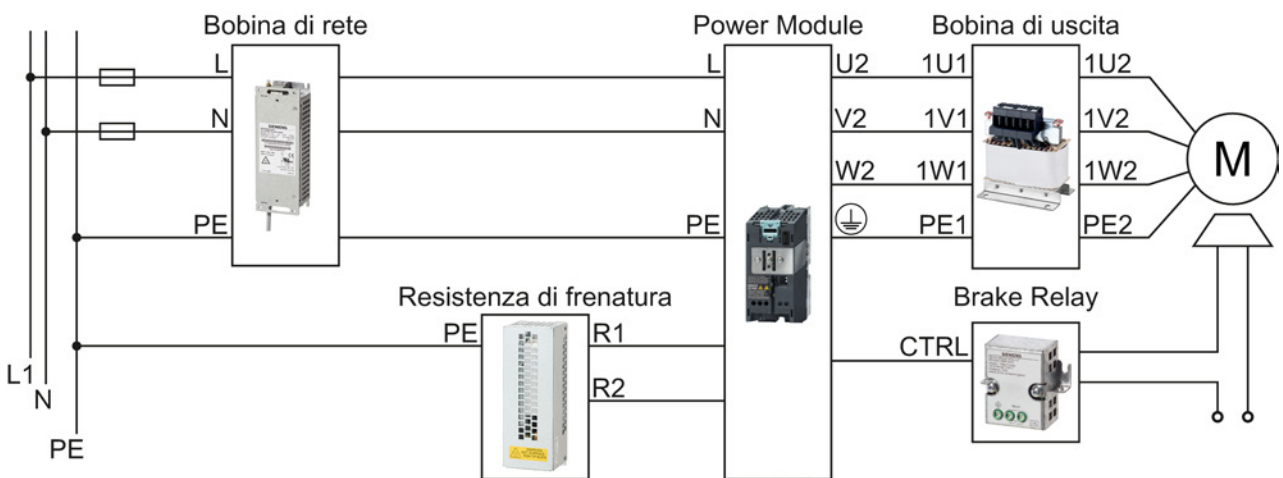 Bobina di rete
Power Module
Bobina di uscita
L
L
U2
1U1
1U2
N
N
V2
1V1
1V2
W2
1W1
1W2
M
PE
PE
PE1
PE2
Resistenza di frenatura
Brake Relay
PE
R1
CTRL
L1
N
R2
PE
SIEMENS